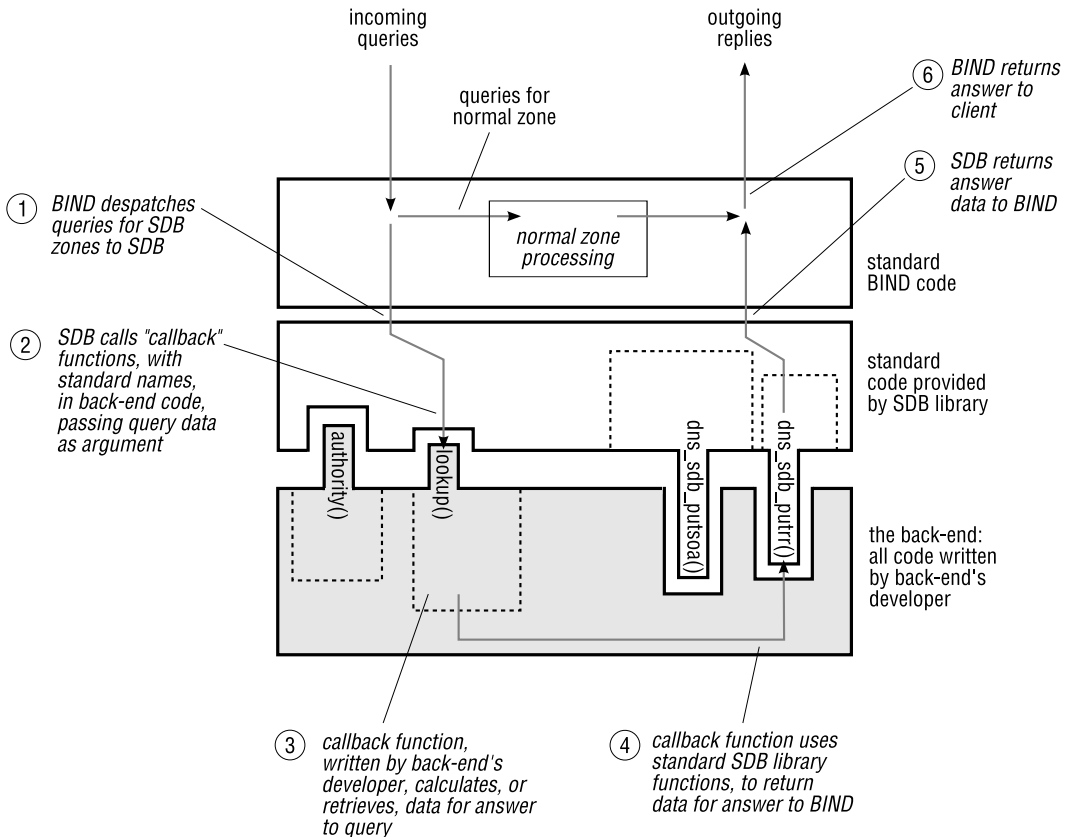 incoming
queries
outgoing
replies
queries for
normal zone
6
BIND returns
answer to
client
5
SDB returns
answer
data to BIND
1
BIND despatches
queries for SDB
zones to SDB
normal zone
processing
standard
BIND code
2
SDB calls "callback"
functions, with
standard names,
in back-end code,
passing query data
as argument
standard
code provided
by SDB library
authority()
lookup()
dns_sdb_putsoa()
dns_sdb_putrr()
the back-end:
all code written
by back-end's
developer
3
callback function,
written by back-end's
developer, calculates, or
retrieves, data for answer
to query
4
callback function uses
standard SDB library
functions, to return
data for answer to BIND